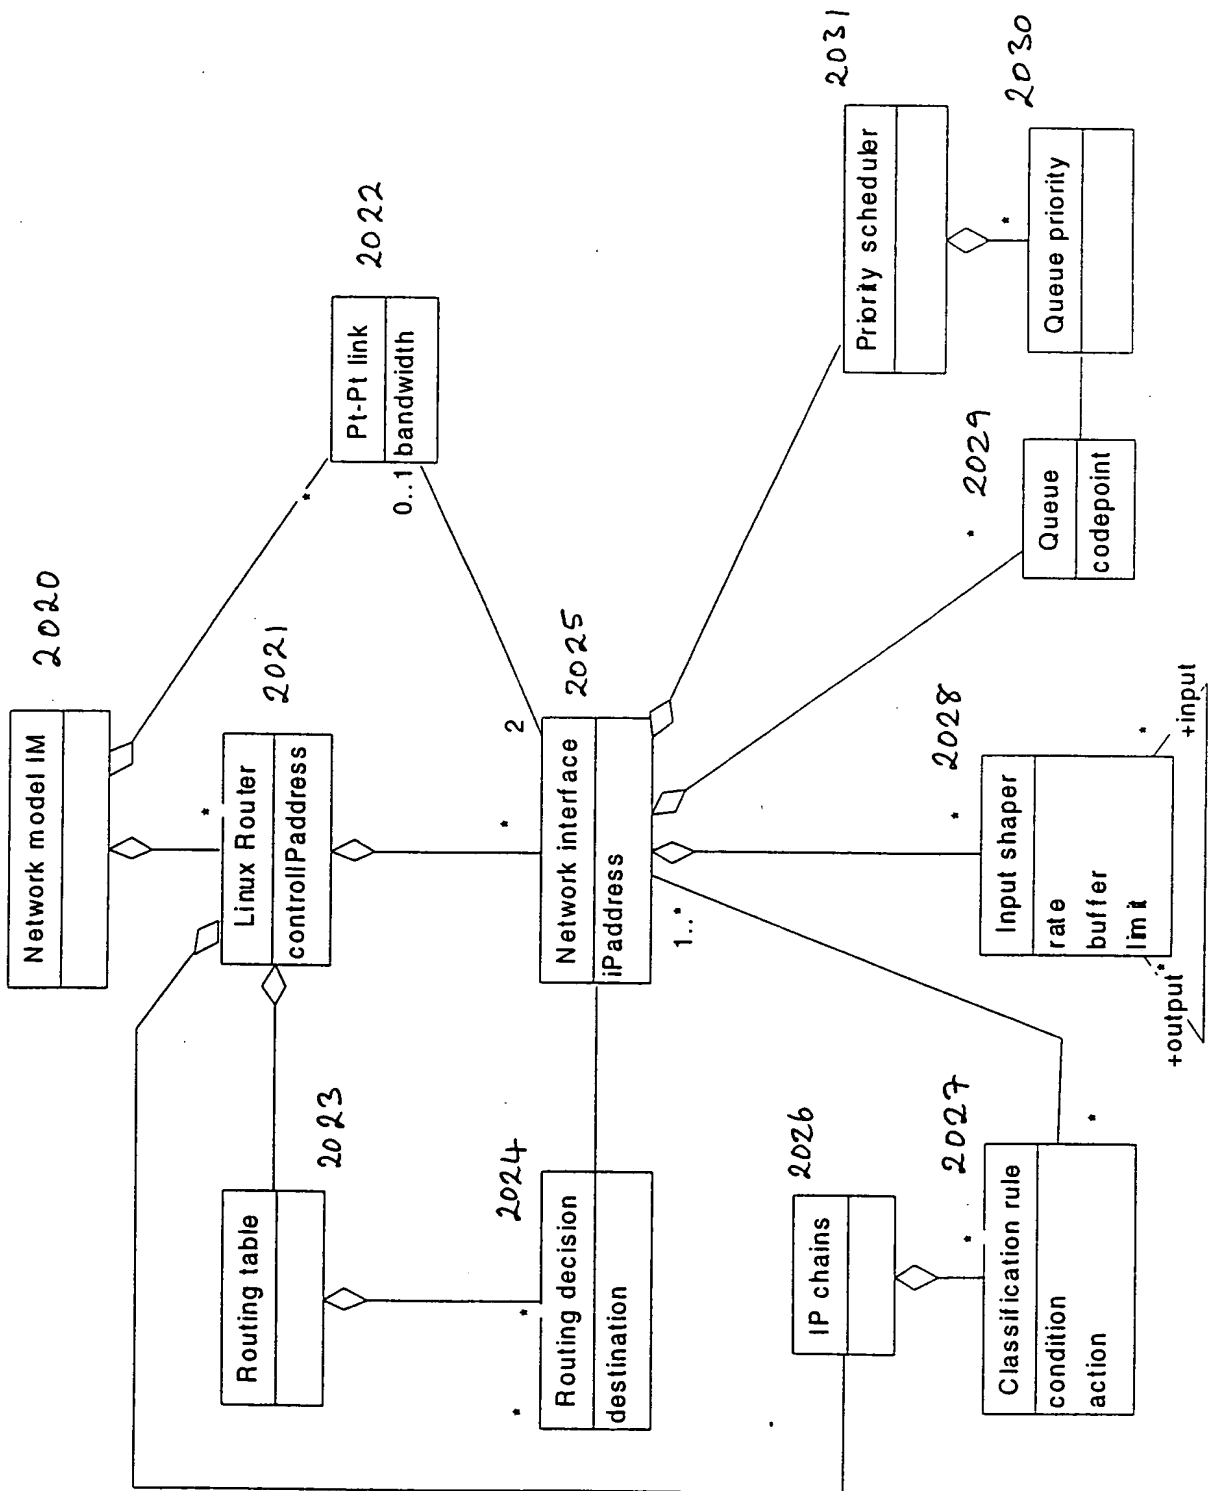 Network model IM
2020
Pt-Pt link
bandwidth
2022
*
0..1
Linux Router
controlIPaddress
2021
*
Routing table
2023
Routing decision
destination
2024
*
*
Network interface
iPaddress
2025
*
2
1..*
IP chains
2026
Classification rule
condition
action
2027
*
*
Input shaper
rate
buffer
limit
2028
*
*
+input
*
+output
Queue
codepoint
2029
*
Queue priority
2030
*
Priority scheduler
2031